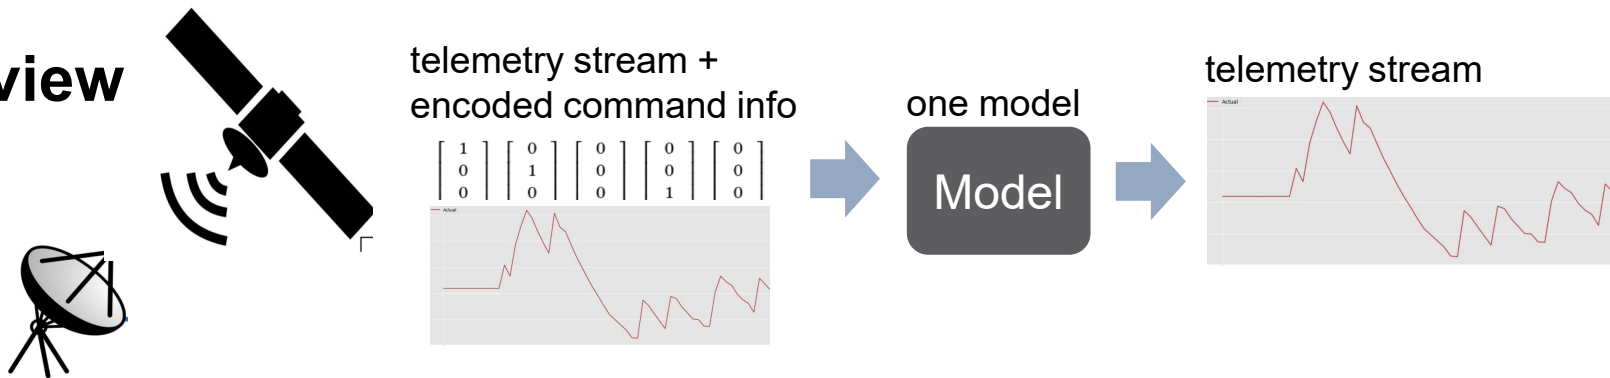 view
telemetry stream +
encoded command info
1 0 0 0 0
0 1 0 0 0
0 0 0 1 0
Actual
one model
Model
telemetry stream
Actual